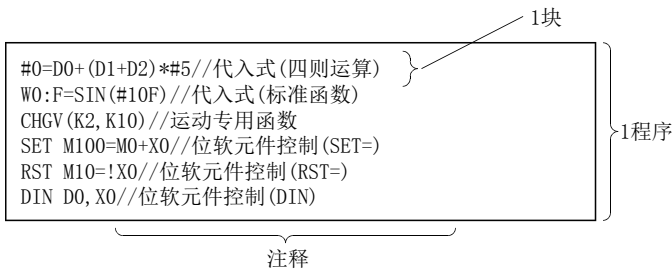 1块
#0=D0+(D1+D2)*#5//代入式(四则运算)
W0:F=SIN(#10F)//代入式(标准函数)
CHGV(K2,K10)//运动专用函数
SET M100=M0+X0//位软元件控制(SET=)
RST M10=!X0//位软元件控制(RST=)
DIN D0,X0//位软元件控制(DIN)
1程序
注释